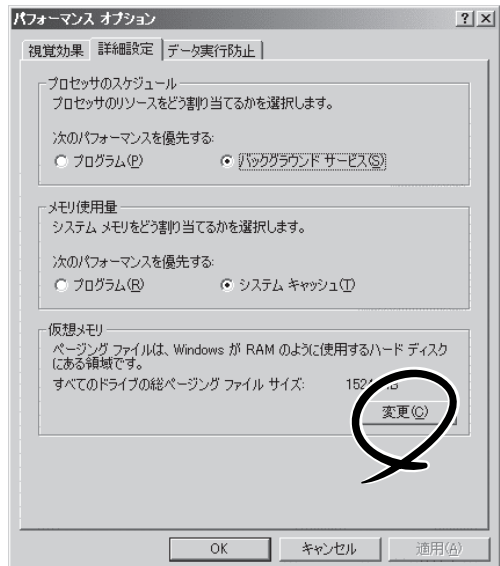 パフォーマンス オプション
視覚効果 詳細設定 データ実行防止
プロセッサのスケジュール
プロセッサのリソースをどう割り当てるかを選択します。
次のパフォーマンスを優先する:
プログラム(P) バックグラウンド サービス(S)
メモリ使用量
システム メモリをどう割り当てるかを選択します。
次のパフォーマンスを優先する:
プログラム(R) システム キャッシュ(T)
仮想メモリ
ページング ファイルは、Windows が RAM のように使用するハード ディスク
にある領域です。
すべてのドライブの総ページング ファイル サイズ:
変更(C)
OK キャンセル 適用(A)